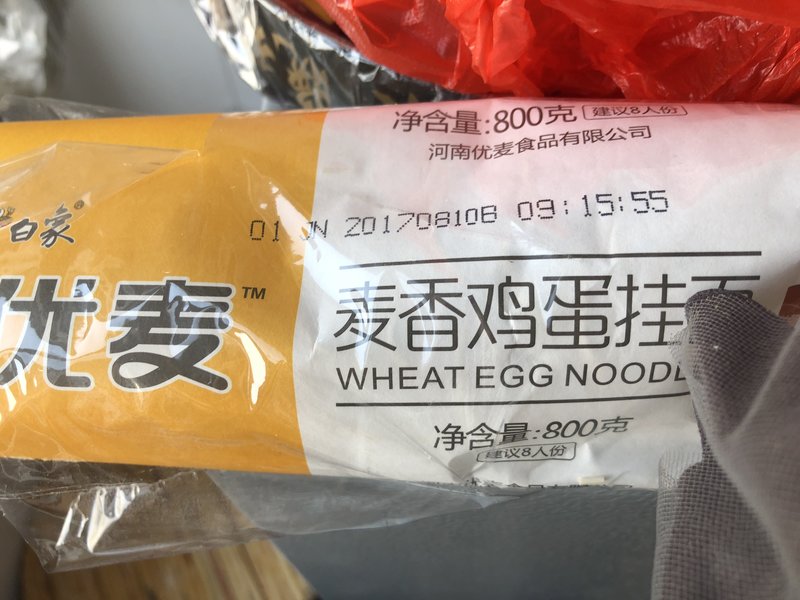 净含量:800克 建议8人份
河南优麦食品有限公司
01 JN 20170810B 09:15:55
白象®
优麦™
麦香鸡蛋挂面
WHEAT EGG NOODL
净含量:800克
建议8人份